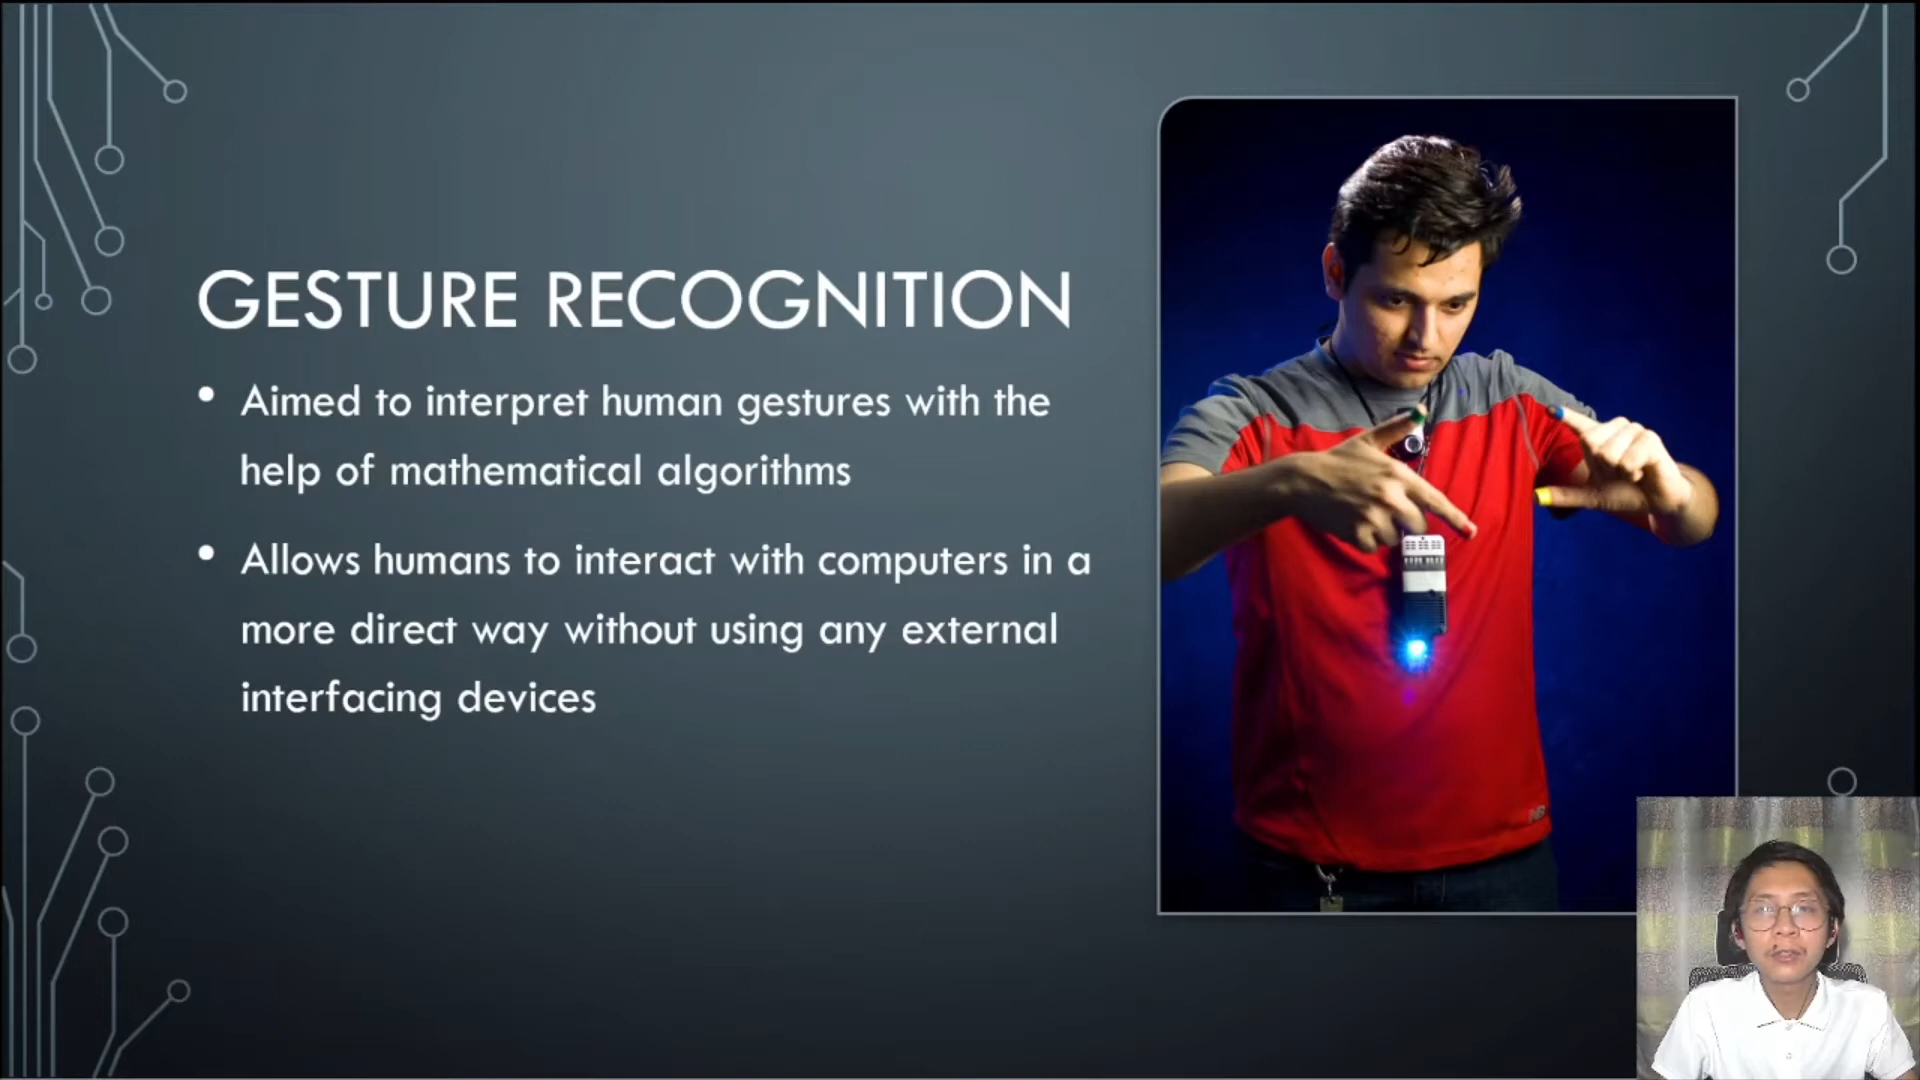 GESTURE RECOGNITION
• Aimed to interpret human gestures with the
help of mathematical algorithms
• Allows humans to interact with computers in a
more direct way without using any external
interfacing devices